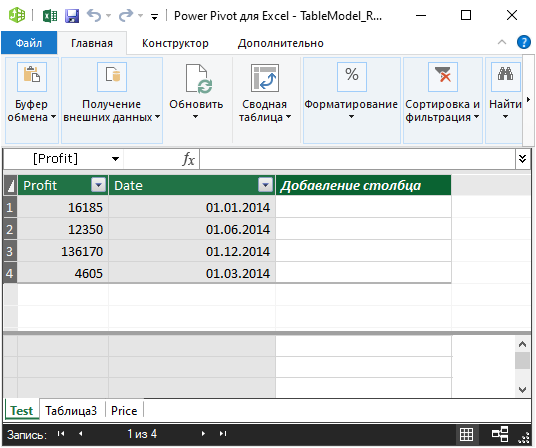 Power Pivot для Excel - TableModel_R...
Файл Главная Конструктор Дополнительно
Буфер обмена
Получение внешних данных
Обновить
Сводная таблица
%
Форматирование
Сортировка и фильтрация
Найти
[Profit] fx
Profit Date Добавление столбца
1 16185 01.01.2014
2 12350 01.06.2014
3 136170 01.12.2014
4 4605 01.03.2014
Test Таблица3 Price
Запись: 1 из 4